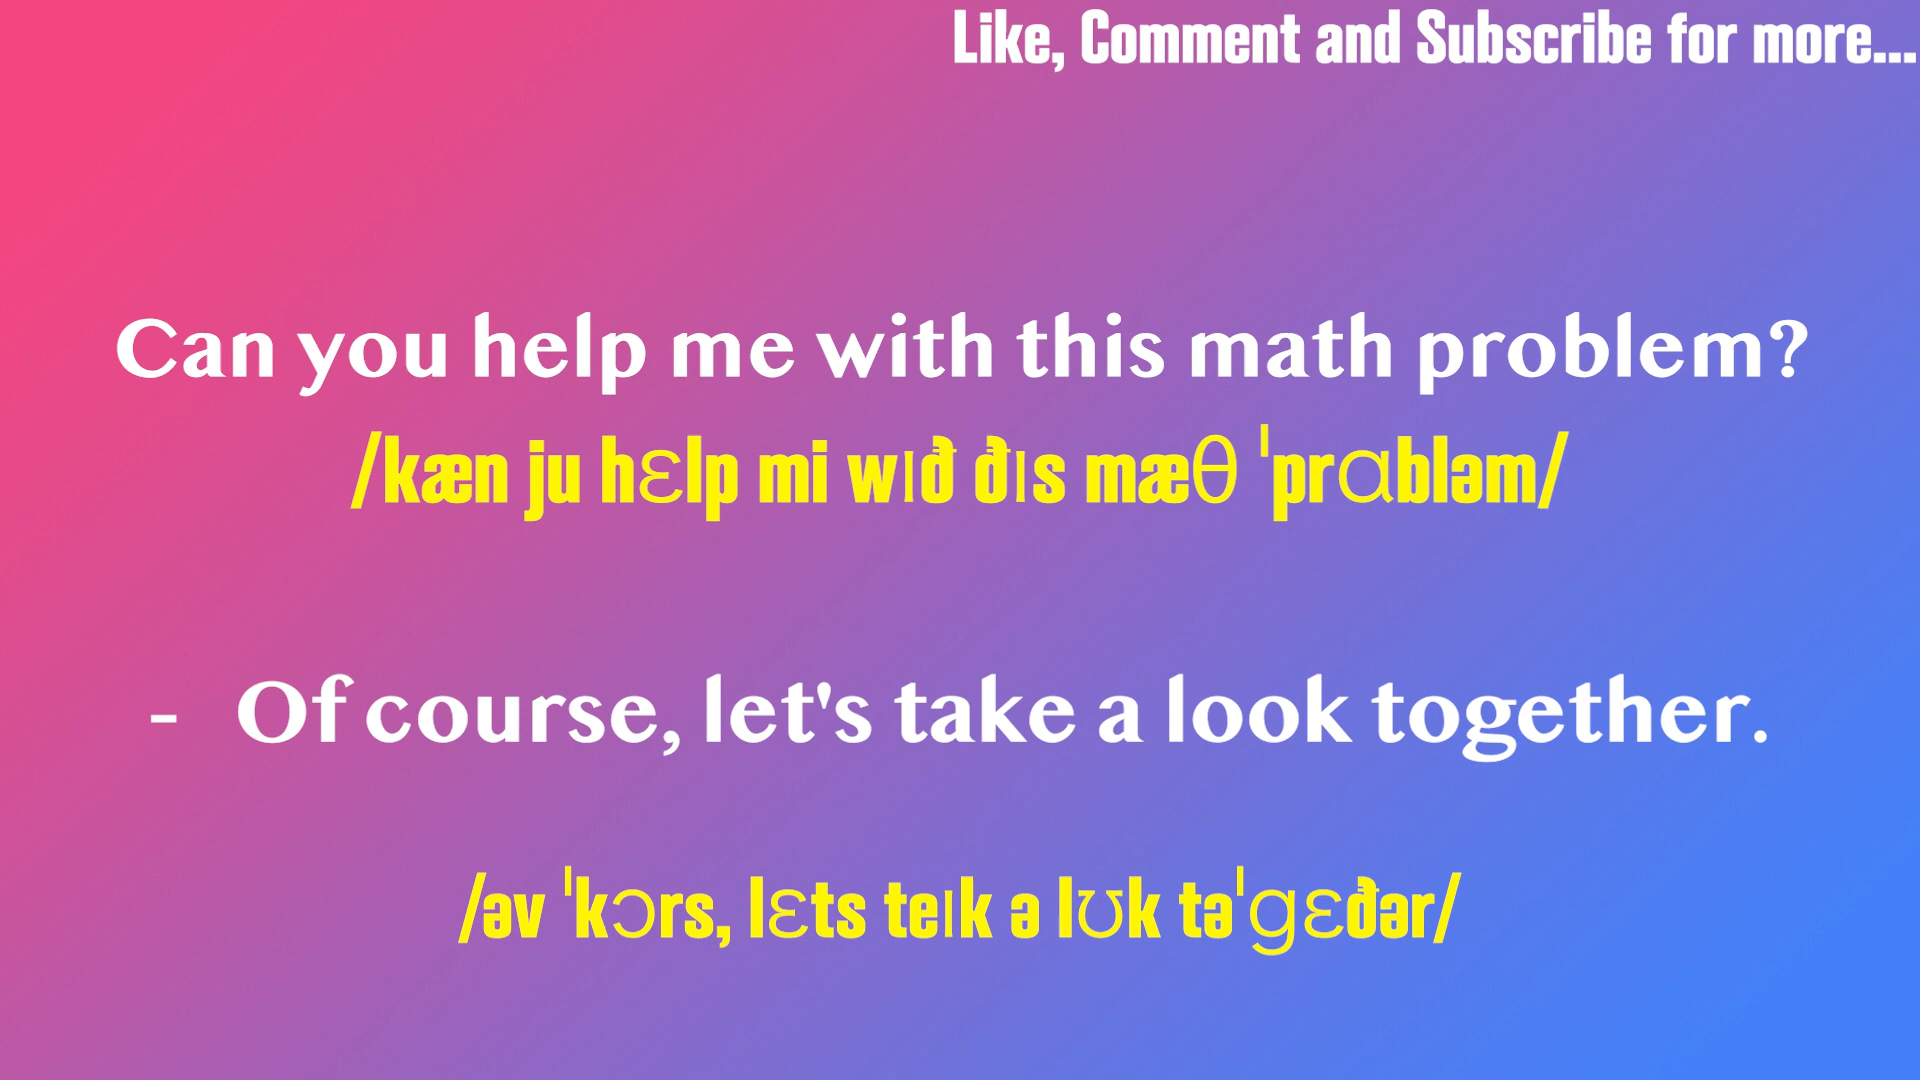 Like, Comment and Subscribe for more...
Can you help me with this math problem?
/kæn ju hɛlp mi wɪð ðɪs mæθ ˈprɑbləm/
- Of course, let's take a look together.
/əv ˈkɔrs, lɛts teɪk ə lʊk təˈɡɛðər/